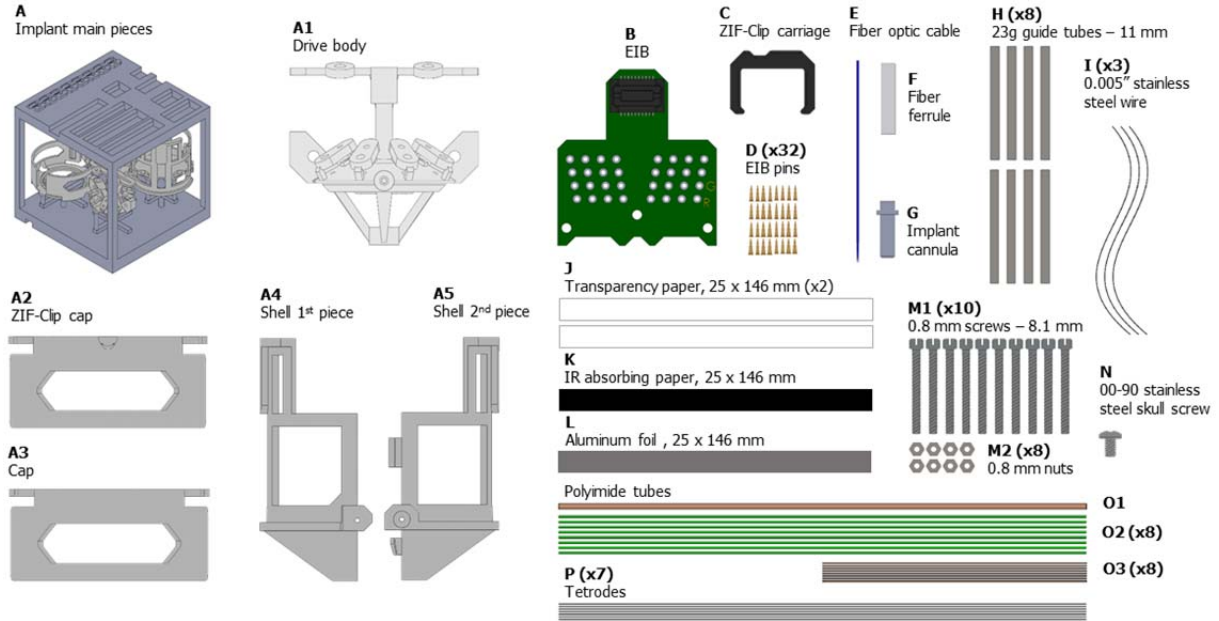 A
Implant main pieces
A1
Drive body
B
EIB
C
ZIF-Clip carriage
D (x32)
EIB pins
E
Fiber optic cable
F
Fiber
ferrule
G
Implant
cannula
H (x8)
23g guide tubes – 11 mm
I (x3)
0.005″ stainless
steel wire
G
R
A2
ZIF-Clip cap
A3
Cap
A4
Shell 1st piece
A5
Shell 2nd piece
J
Transparency paper, 25 x 146 mm (x2)
K
IR absorbing paper, 25 x 146 mm
L
Aluminum foil , 25 x 146 mm
M1 (x10)
0.8 mm screws – 8.1 mm
M2 (x8)
0.8 mm nuts
N
00-90 stainless
steel skull screw
Polyimide tubes
O1
O2 (x8)
O3 (x8)
P (x7)
Tetrodes